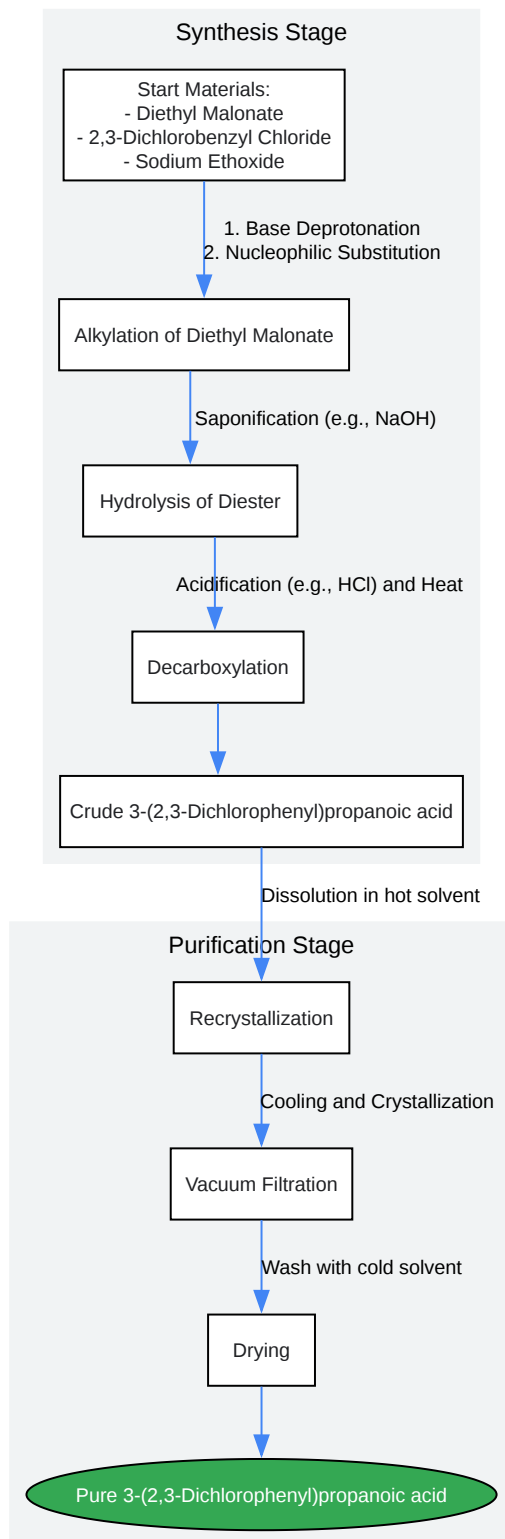 Synthesis Stage
Start Materials:
- Diethyl Malonate
- 2,3-Dichlorobenzyl Chloride
- Sodium Ethoxide
1. Base Deprotonation
2. Nucleophilic Substitution
Alkylation of Diethyl Malonate
Saponification (e.g., NaOH)
Hydrolysis of Diester
Acidification (e.g., HCl) and Heat
Decarboxylation
Crude 3-(2,3-Dichlorophenyl)propanoic acid
Dissolution in hot solvent
Purification Stage
Recrystallization
Cooling and Crystallization
Vacuum Filtration
Wash with cold solvent
Drying
Pure 3-(2,3-Dichlorophenyl)propanoic acid